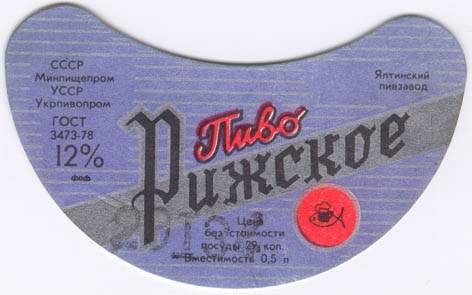 СССР
Минпищепром
УССР
Укрпивопром
ГОСТ
3473-78
12%
Ялтинский
пивзавод
Пиво
Рижское
Цена
без стоимости
посуды 29 коп.
Вместимость 0,5 л